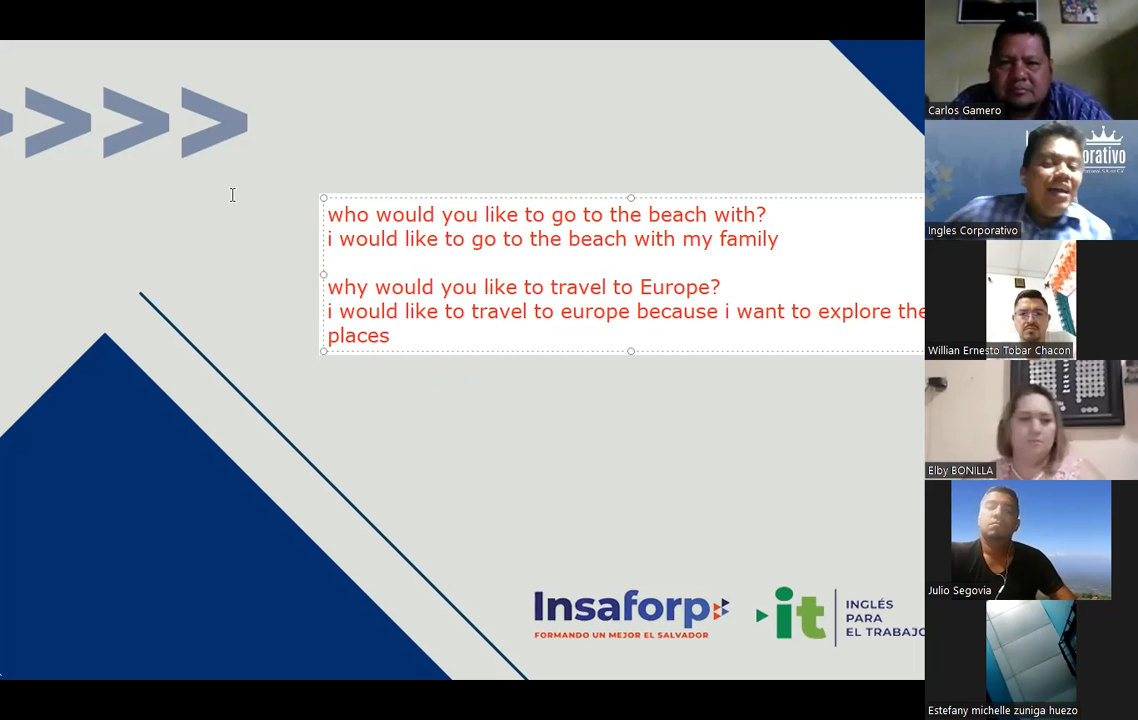 who would you like to go to the beach with?
i would like to go to the beach with my family
why would you like to travel to Europe?
i would like to travel to europe because i want to explore the
places
Insaforp
FORMANDO UN MEJOR EL SALVADOR
it
INGLÉS
PARA
EL TRABAJO
Carlos Gamero
orativo
Ingles Corporativo
Willian Ernesto Tobar Chacon
Elby BONILLA
Julio Segovia
Estefany michelle zuniga huezo